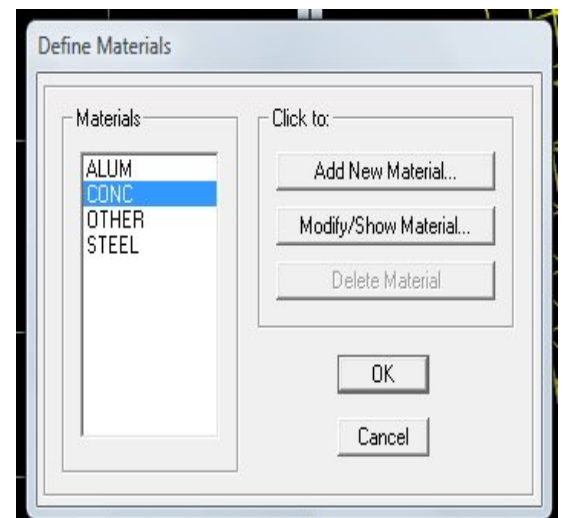 Define Materials
Materials
ALUM
CONC
OTHER
STEEL
Click to:
Add New Material...
Modify/Show Material...
Delete Material
OK
Cancel